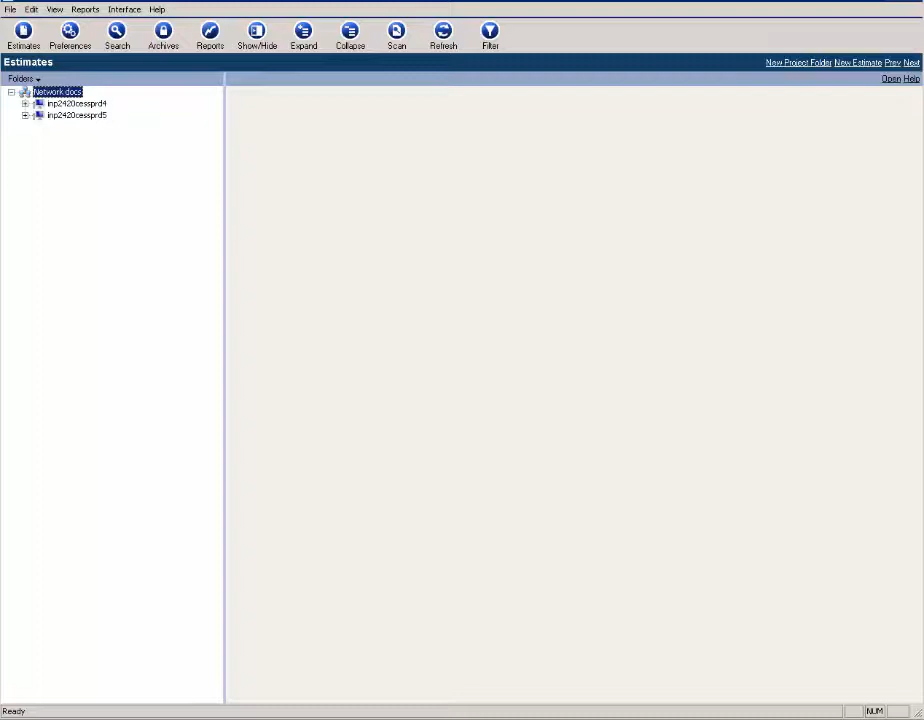 File Edit View Reports Interface Help
Estimates Preferences Search Archives Reports Show/Hide Expand Collapse Scan Refresh Filter
Estimates New Project Folder New Estimate Prev Next
Folders Open Help
Network docs
inp2420cessprd4
inp2420cessprd5
Ready NUM